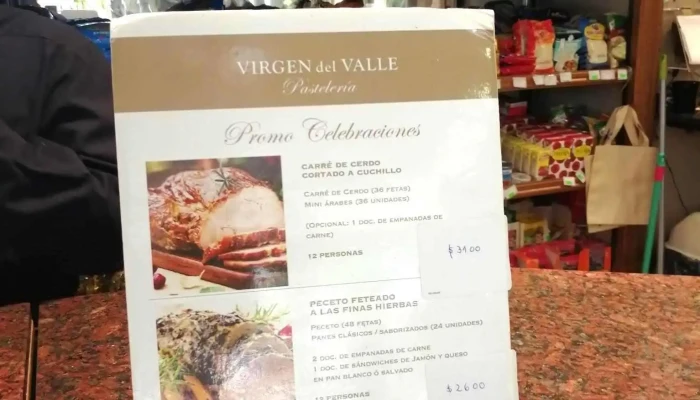 VIRGEN del VALLE
Pastelería
Promo Celebraciones
CARRÉ DE CERDO
CORTADO A CUCHILLO
CARRÉ DE CERDO (36 FETAS)
MINI ÁRABES (36 UNIDADES)
(OPCIONAL: 1 DOC. DE EMPANADAS DE
CARNE)
12 PERSONAS
$3100
PECETO FETEADO
A LAS FINAS HIERBAS
PECETO (48 FETAS)
PANES CLÁSICOS / SABORIZADOS (24 UNIDADES)
2 DOC. DE EMPANADAS DE CARNE
1 DOC. DE SÁNDWICHES DE JAMÓN Y QUESO
EN PAN BLANCO Ó SALVADO
PERSONAS
$2600